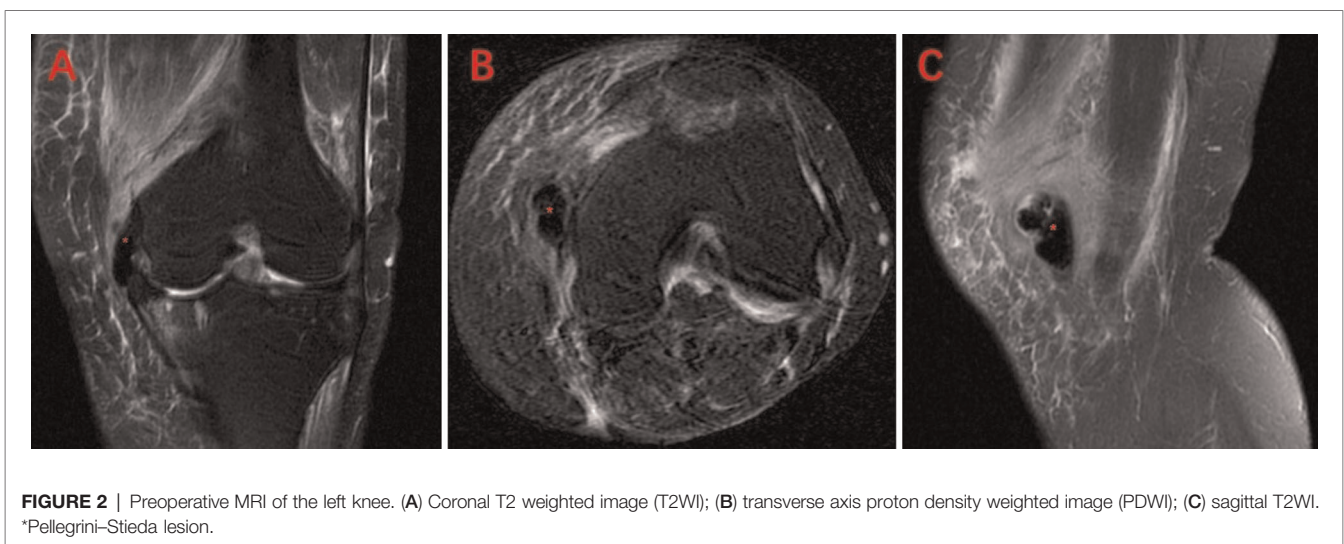 A
B
C
FIGURE 2 | Preoperative MRI of the left knee. (A) Coronal T2 weighted image (T2WI); (B) transverse axis proton density weighted image (PDWI); (C) sagittal T2WI.
*Pellegrini–Stieda lesion.